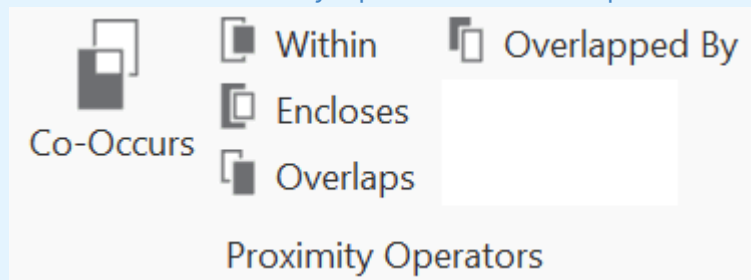 Co-Occurs
Within
Encloses
Overlaps
Overlapped By
Proximity Operators